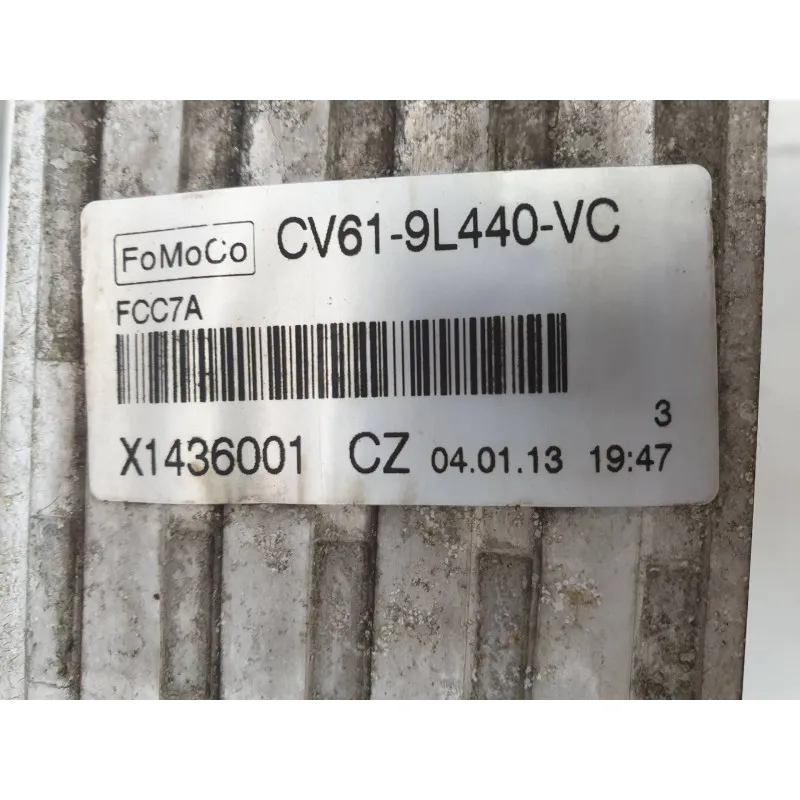 FoMoCo CV61-9L440-VC
FCC7A
3
X1436001 CZ 04.01.13 19:47